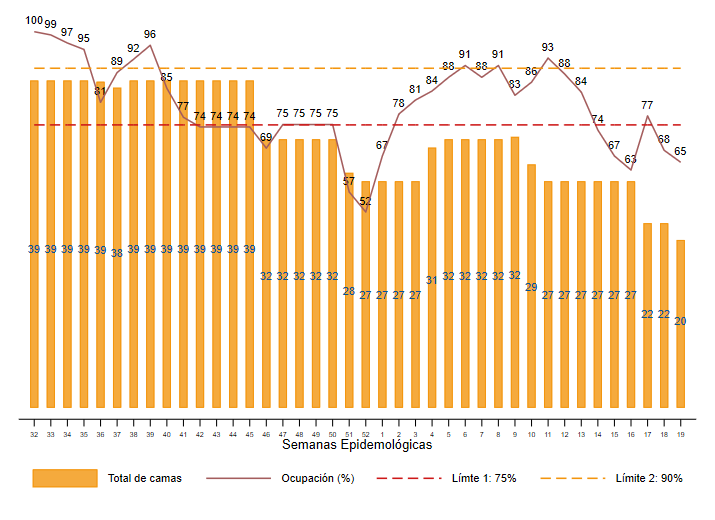 100 99 97 95 81 89 92 96 85 77 74 74 74 74 69 75 75 75 75 57 52 67 78 81 84 88 91 88 91 83 86 93 88 84 74 67 63 77 68 65
39 39 39 39 39 38 39 39 39 39 39 39 39 39 32 32 32 32 32 28 27 27 27 27 31 32 32 32 32 32 29 27 27 27 27 27 27 22 22 20
32 33 34 35 36 37 38 39 40 41 42 43 44 45 46 47 48 49 50 51 52 1 2 3 4 5 6 7 8 9 10 11 12 13 14 15 16 17 18 19
Semanas Epidemológicas
Total de camas Ocupación (%) Límte 1: 75% Límite 2: 90%